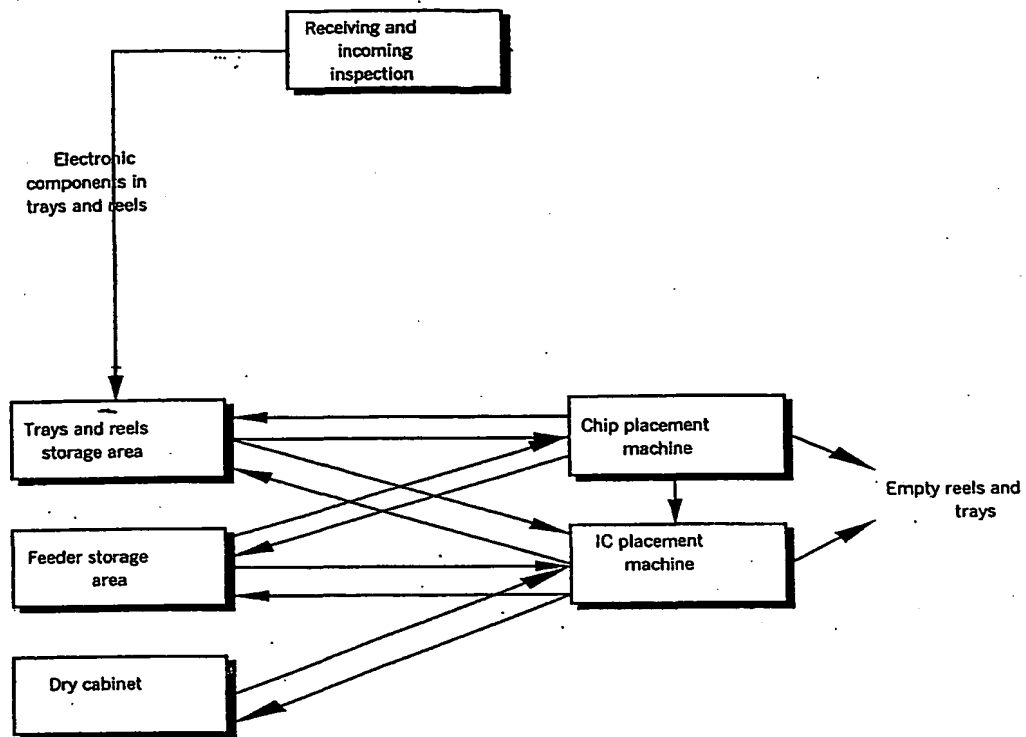 Receiving and
incoming
inspection
Electronic
components in
trays and reels
Trays and reels
storage area
Chip placement
machine
Empty reels and
trays
Feeder storage
area
IC placement
machine
Dry cabinet